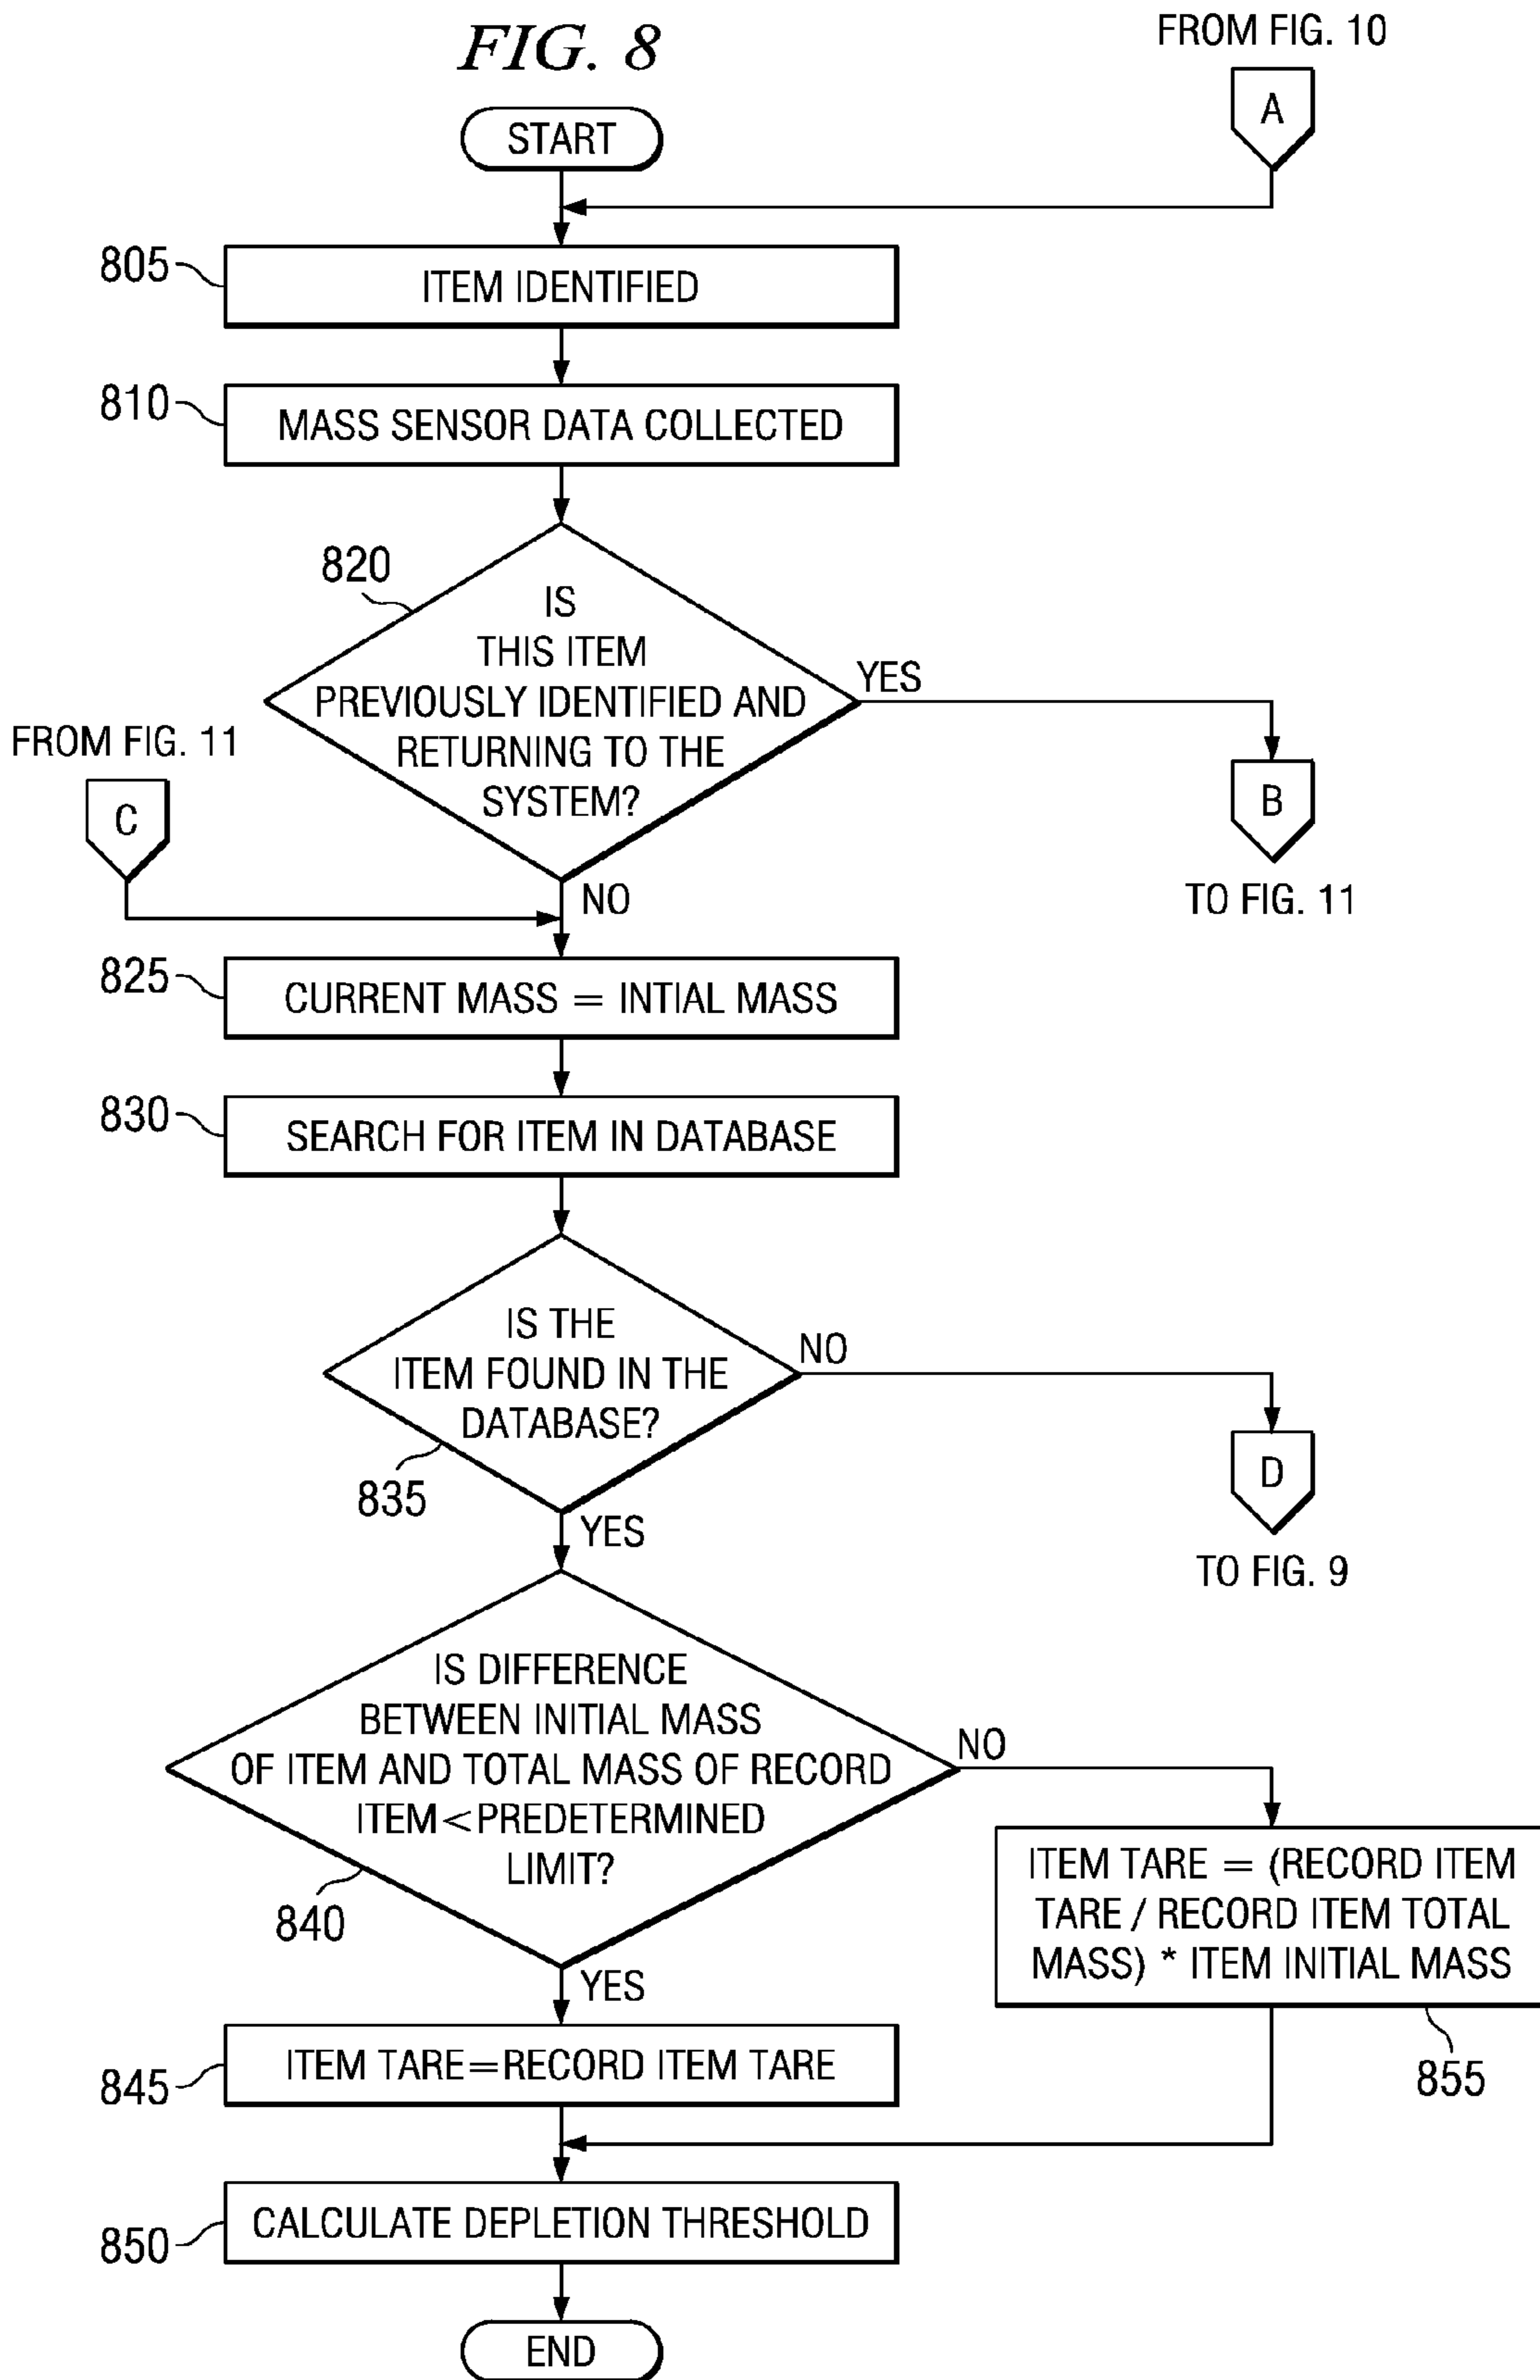 FIG. 8
FROM FIG. 10
A
START
805
ITEM IDENTIFIED
810
MASS SENSOR DATA COLLECTED
820
IS
THIS ITEM
PREVIOUSLY IDENTIFIED AND
RETURNING TO THE
SYSTEM?
YES
B
TO FIG. 11
FROM FIG. 11
C
NO
825
CURRENT MASS = INTIAL MASS
830
SEARCH FOR ITEM IN DATABASE
IS THE
ITEM FOUND IN THE
DATABASE?
835
NO
D
TO FIG. 9
YES
IS DIFFERENCE
BETWEEN INITIAL MASS
OF ITEM AND TOTAL MASS OF RECORD
ITEM<PREDETERMINED
LIMIT?
840
NO
ITEM TARE = (RECORD ITEM
TARE / RECORD ITEM TOTAL
MASS) * ITEM INITIAL MASS
855
YES
845
ITEM TARE=RECORD ITEM TARE
850
CALCULATE DEPLETION THRESHOLD
END